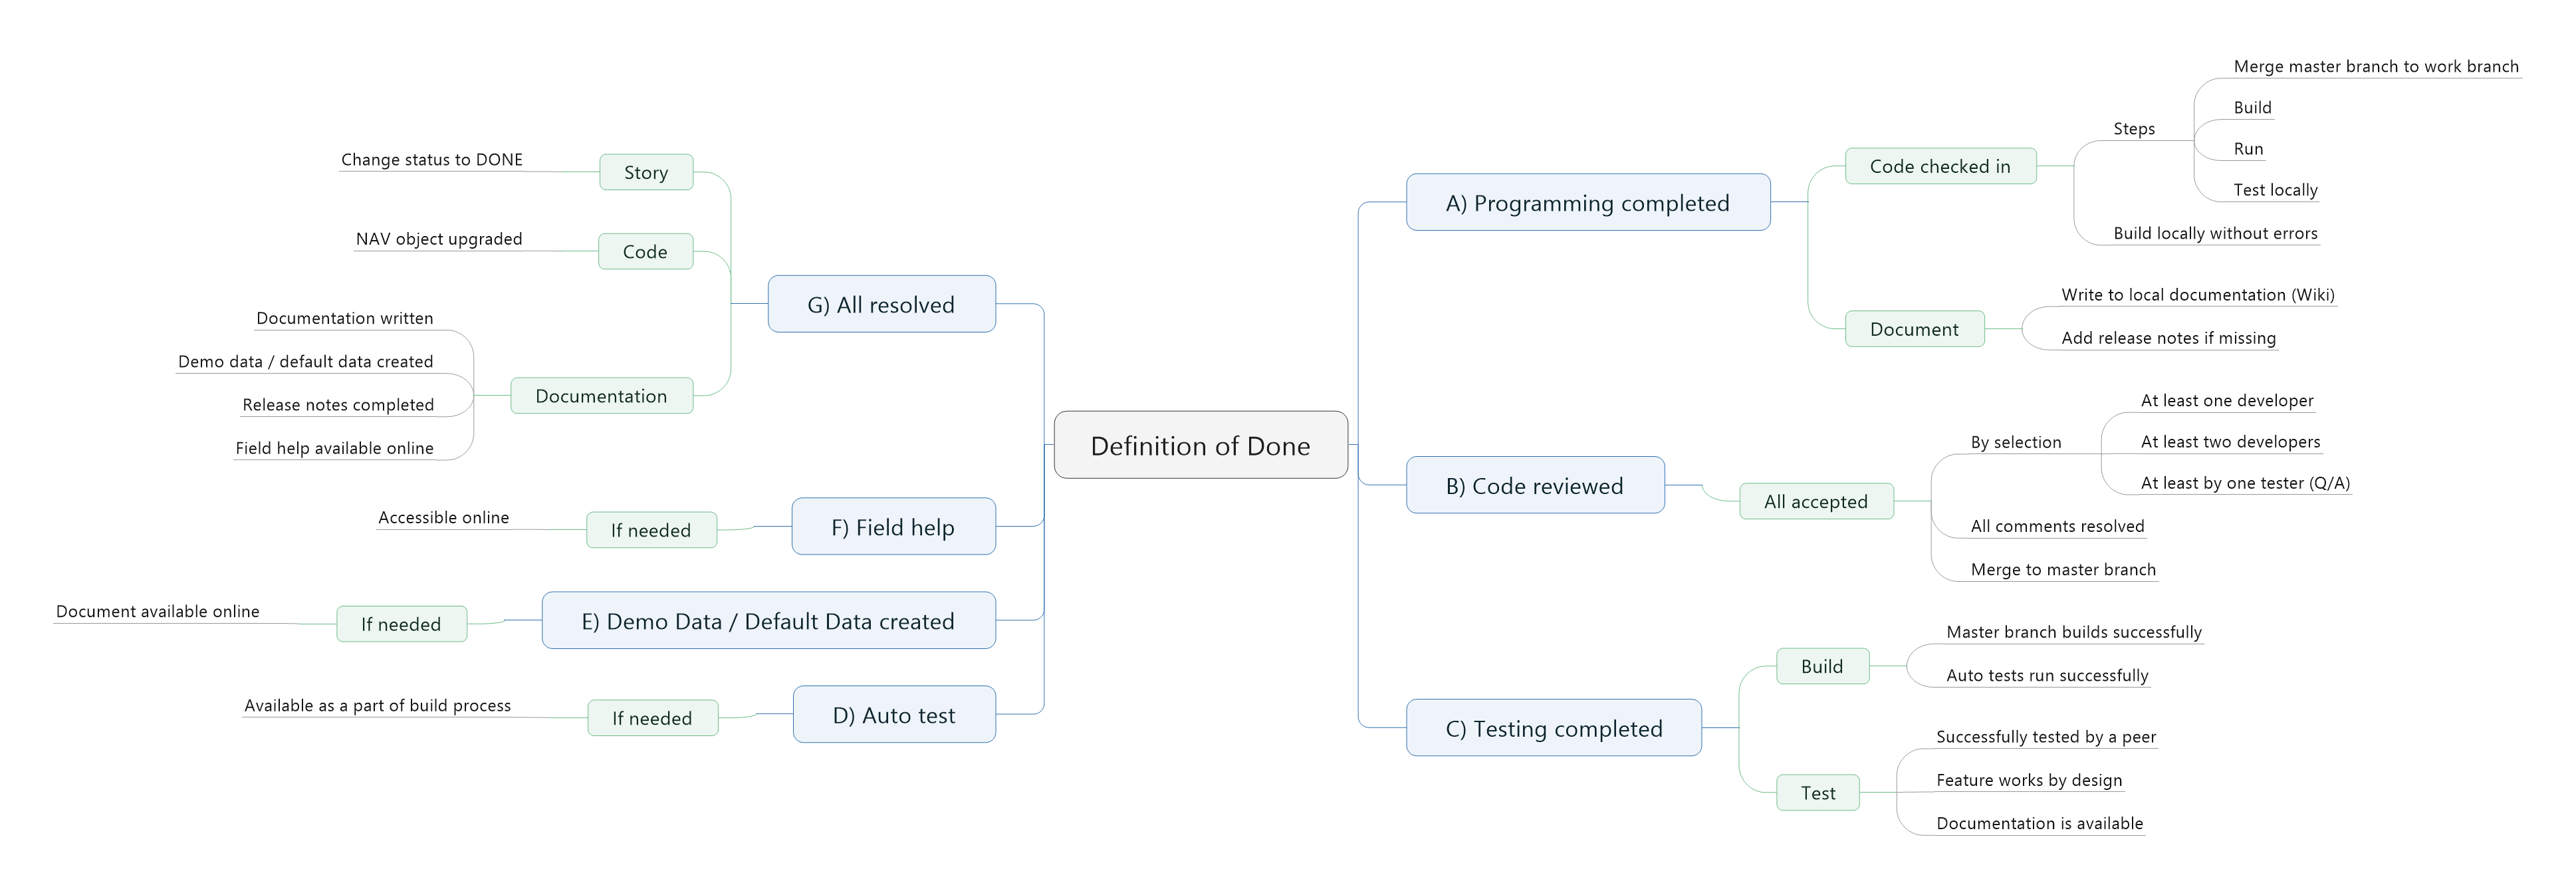 Definition of Done
A) Programming completed
Code checked in
Steps
Merge master branch to work branch
Build
Run
Test locally
Build locally without errors
Document
Write to local documentation (Wiki)
Add release notes if missing
B) Code reviewed
All accepted
By selection
At least one developer
At least two developers
At least by one tester (Q/A)
All comments resolved
Merge to master branch
C) Testing completed
Build
Master branch builds successfully
Auto tests run successfully
Test
Successfully tested by a peer
Feature works by design
Documentation is available
D) Auto test
If needed
Available as a part of build process
E) Demo Data / Default Data created
If needed
Document available online
F) Field help
If needed
Accessible online
G) All resolved
Story
Change status to DONE
Code
NAV object upgraded
Documentation
Documentation written
Demo data / default data created
Release notes completed
Field help available online